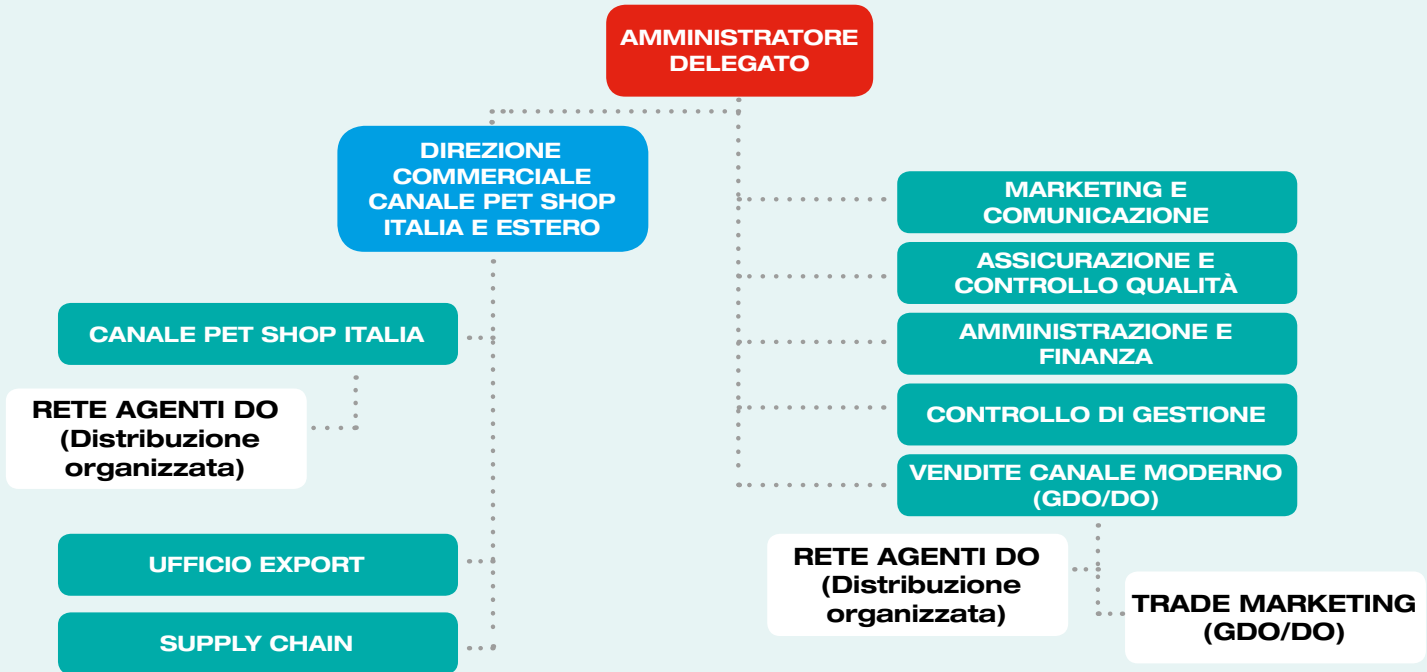 AMMINISTRATORE
DELEGATO
DIREZIONE
COMMERCIALE
CANALE PET SHOP
ITALIA E ESTERO
CANALE PET SHOP ITALIA
RETE AGENTI DO
(Distribuzione
organizzata)
UFFICIO EXPORT
SUPPLY CHAIN
MARKETING E
COMUNICAZIONE
ASSICURAZIONE E
CONTROLLO QUALITÀ
AMMINISTRAZIONE E
FINANZA
CONTROLLO DI GESTIONE
VENDITE CANALE MODERNO
(GDO/DO)
RETE AGENTI DO
(Distribuzione
organizzata)
TRADE MARKETING
(GDO/DO)